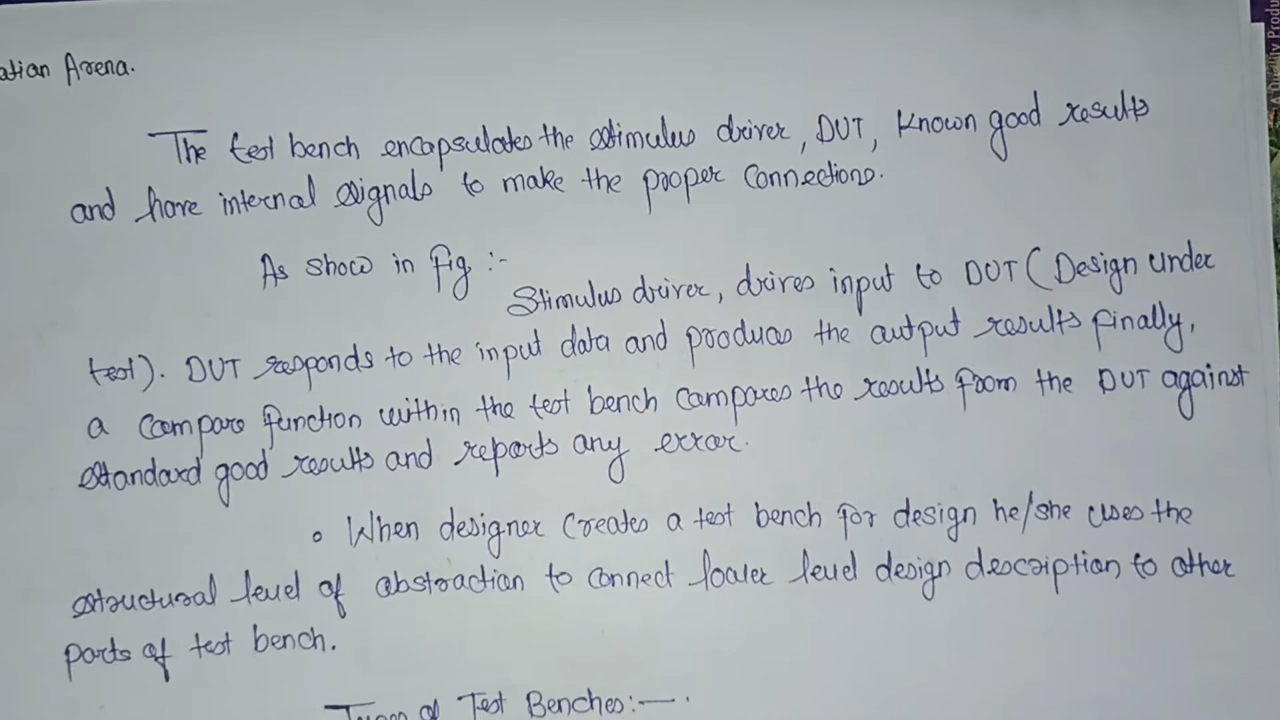 atian Arena.
The test bench encapsulates the stimulus driver, DUT, Known good results
and have internal signals to make the proper Connections.
As show in fig :-
Stimulus driver, drives input to DUT (Design Under
test). DUT responds to the input data and produces the output results finally,
a Compare function within the test bench Compares the results from the DUT against
standard good results and reports any error.
• When designer Creates a test bench for design he/she uses the
structural level of abstraction to Connect lower level design description to other
parts of test bench.
Types of Test Benches:—.
A Quality Produ